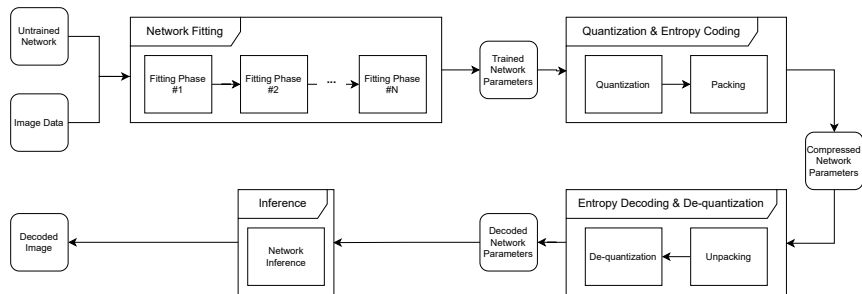 Untrained
Network
Image Data
Network Fitting
Fitting Phase
#1
Fitting Phase
#2
...
Fitting Phase
#N
Trained
Network
Parameters
Quantization & Entropy Coding
Quantization
Packing
Compressed
Network
Parameters
Entropy Decoding & De-quantization
De-quantization
Unpacking
Decoded
Network
Parameters
Inference
Network
Inference
Decoded
Image